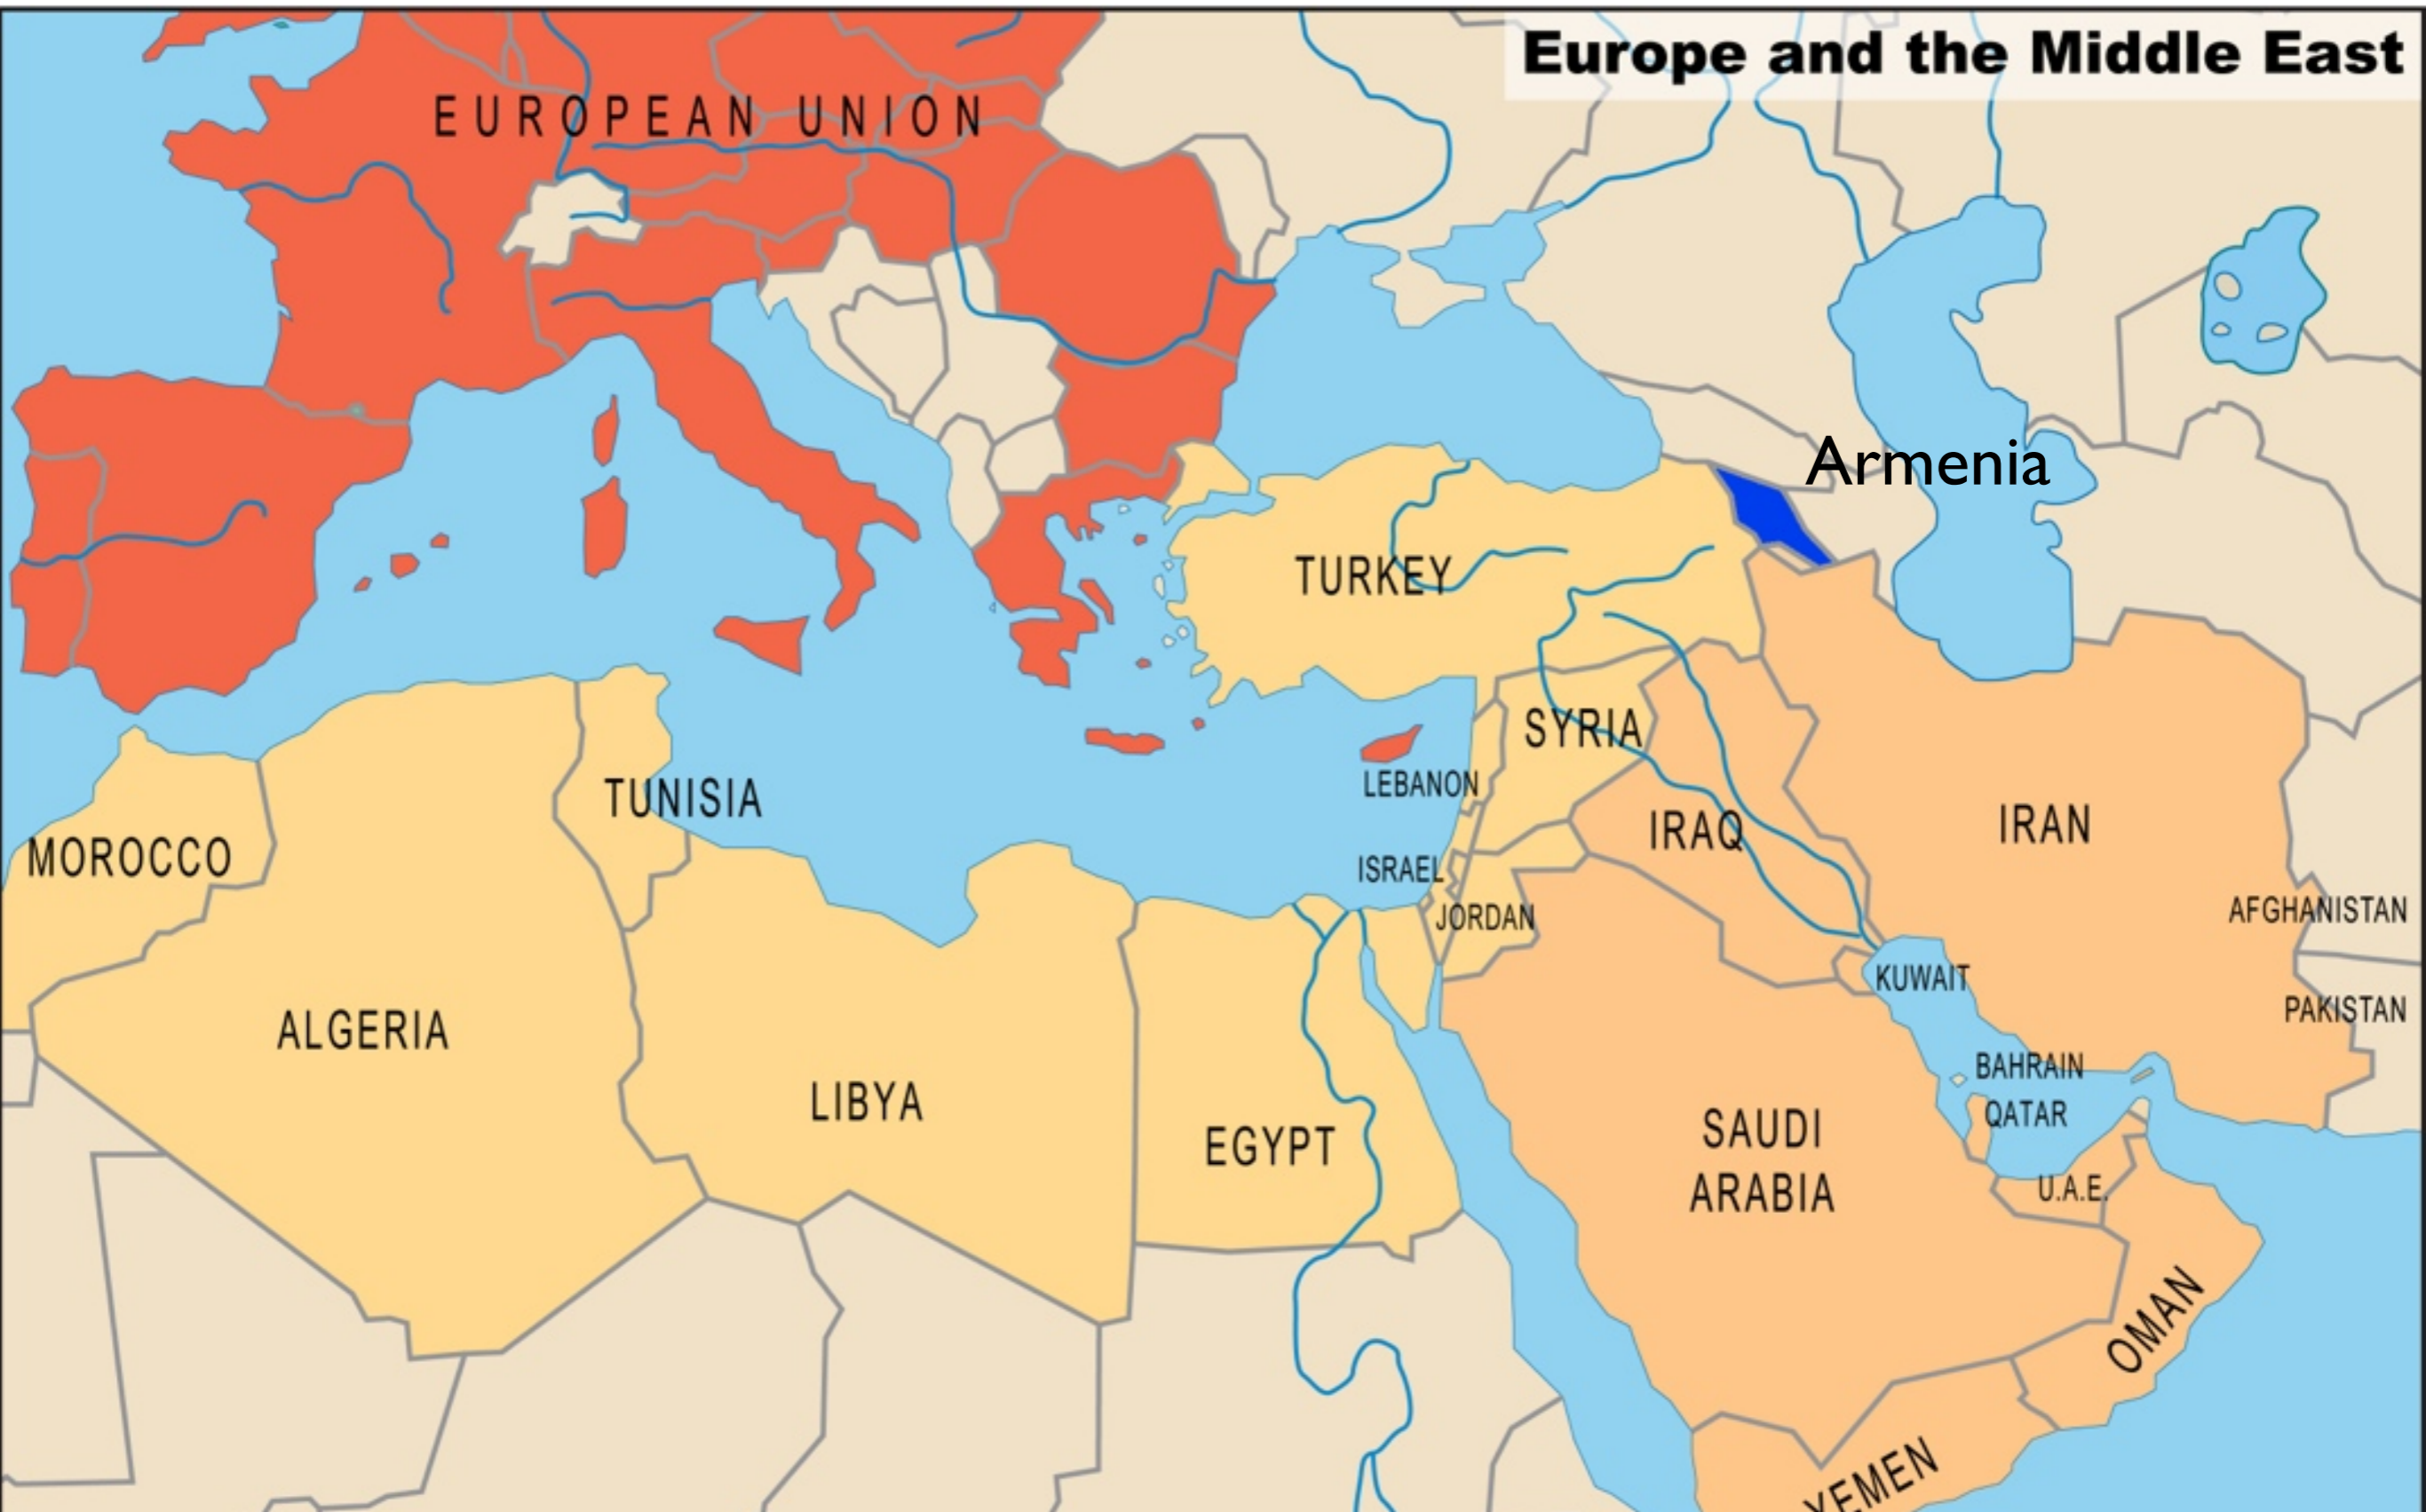 Europe and the Middle East
EUROPEAN UNION
Armenia
TURKEY
SYRIA
LEBANON
TUNISIA
IRAQ
IRAN
MOROCCO
ISRAEL
JORDAN
AFGHANISTAN
KUWAIT
PAKISTAN
ALGERIA
BAHRAIN
LIBYA
QATAR
EGYPT
SAUDI
ARABIA
U.A.E.
OMAN
YEMEN